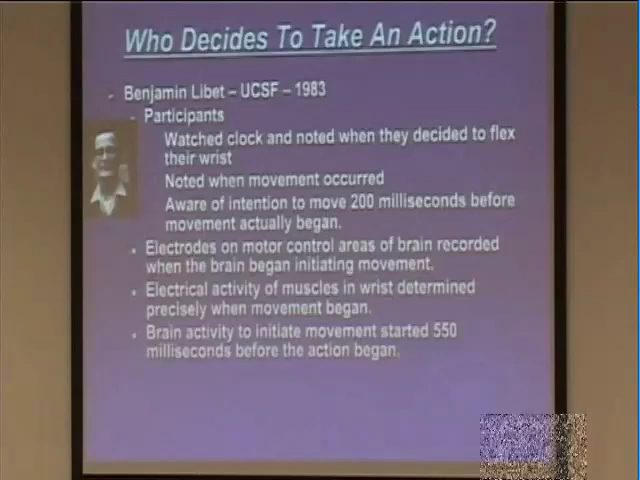 Who Decides To Take An Action?
Benjamin Libet – UCSF – 1983
Participants
Watched clock and noted when they decided to flex
their wrist
Noted when movement occurred
Aware of intention to move 200 milliseconds before
movement actually began.
Electrodes on motor control areas of brain recorded
when the brain began initiating movement.
Electrical activity of muscles in wrist determined
precisely when movement began.
Brain activity to initiate movement started 550
milliseconds before the action began.